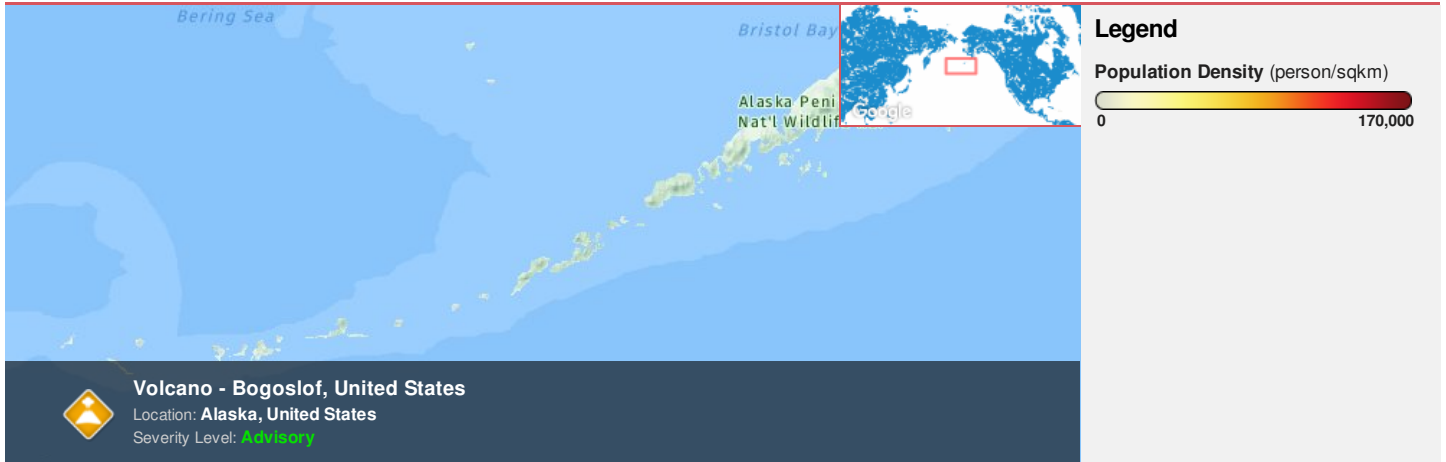 Bering Sea
Bristol Bay
Alaska Peni
Nat'l Wildlif
Google
Legend
Population Density (person/sqkm)
0 170,000
Volcano - Bogoslof, United States
Location: Alaska, United States
Severity Level: Advisory